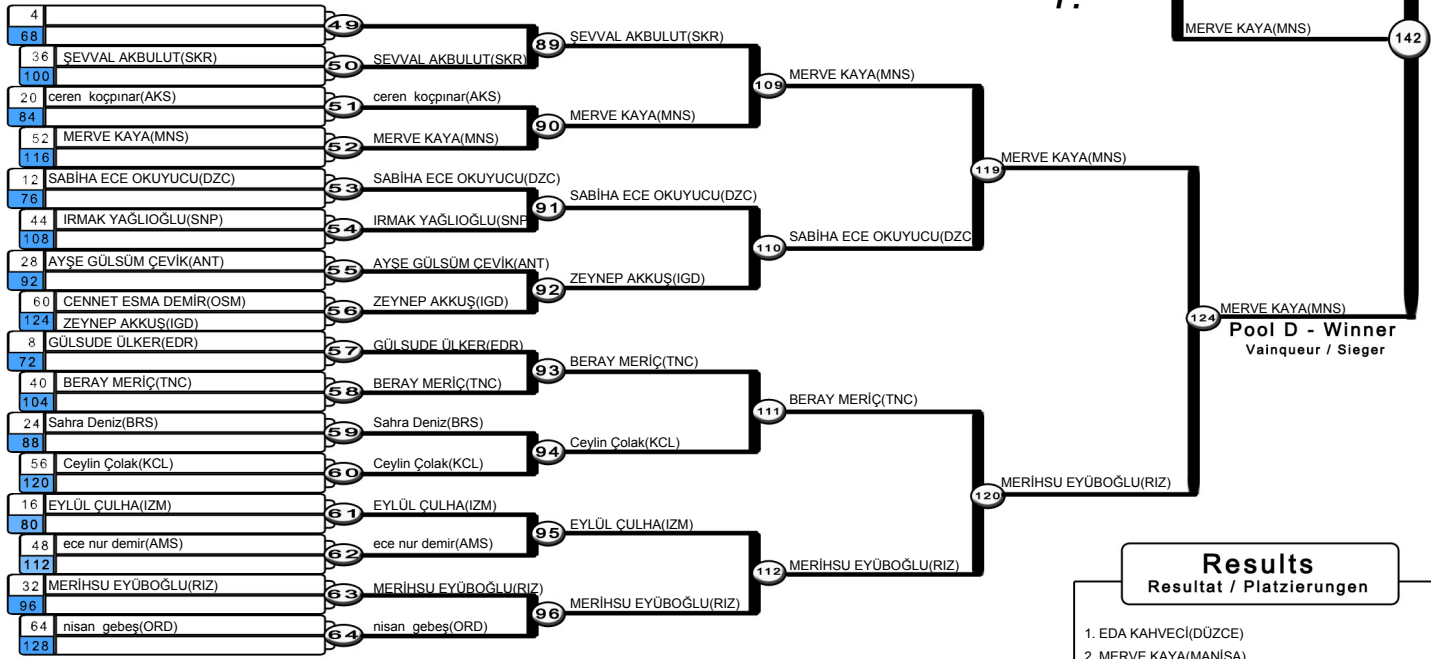 1.
MERVE KAYA(MNS)
142
4
68
49
36 ŞEVVAL AKBULUT(SKR)
100
50
ŞEVVAL AKBULUT(SKR)
89
ŞEVVAL AKBULUT(SKR)
20 ceren koçpınar(AKS)
84
51
ceren koçpınar(AKS)
52 MERVE KAYA(MNS)
116
52
MERVE KAYA(MNS)
90
MERVE KAYA(MNS)
109
MERVE KAYA(MNS)
12 SABİHA ECE OKUYUCU(DZC)
76
53
SABİHA ECE OKUYUCU(DZC)
44 IRMAK YAĞLIOĞLU(SNP)
108
54
IRMAK YAĞLIOĞLU(SNP
91
SABİHA ECE OKUYUCU(DZC)
28 AYŞE GÜLSÜM ÇEVİK(ANT)
92
55
AYŞE GÜLSÜM ÇEVİK(ANT)
60 CENNET ESMA DEMİR(OSM)
124 ZEYNEP AKKUŞ(IGD)
56
ZEYNEP AKKUŞ(IGD)
92
ZEYNEP AKKUŞ(IGD)
110
SABİHA ECE OKUYUCU(DZC
119
MERVE KAYA(MNS)
8 GÜLSUDE ÜLKER(EDR)
72
57
GÜLSUDE ÜLKER(EDR)
40 BERAY MERİÇ(TNC)
104
58
BERAY MERİÇ(TNC)
93
BERAY MERİÇ(TNC)
24 Sahra Deniz(BRS)
88
59
Sahra Deniz(BRS)
56 Ceylin Çolak(KCL)
120
60
Ceylin Çolak(KCL)
94
Ceylin Çolak(KCL)
111
BERAY MERİÇ(TNC)
16 EYLÜL ÇULHA(IZM)
80
61
EYLÜL ÇULHA(IZM)
48 ece nur demir(AMS)
112
62
ece nur demir(AMS)
95
EYLÜL ÇULHA(IZM)
32 MERİHSU EYÜBOĞLU(RIZ)
96
63
MERİHSU EYÜBOĞLU(RIZ)
64 nisan gebeş(ORD)
128
64
nisan gebeş(ORD)
96
MERİHSU EYÜBOĞLU(RIZ)
112
MERİHSU EYÜBOĞLU(RIZ)
120
MERİHSU EYÜBOĞLU(RIZ)
124
MERVE KAYA(MNS)
Pool D - Winner
Vainqueur / Sieger
Results
Resultat / Platzierungen
1. EDA KAHVECİ(DÜZCE)
2. MERVE KAYA(MANİSA)